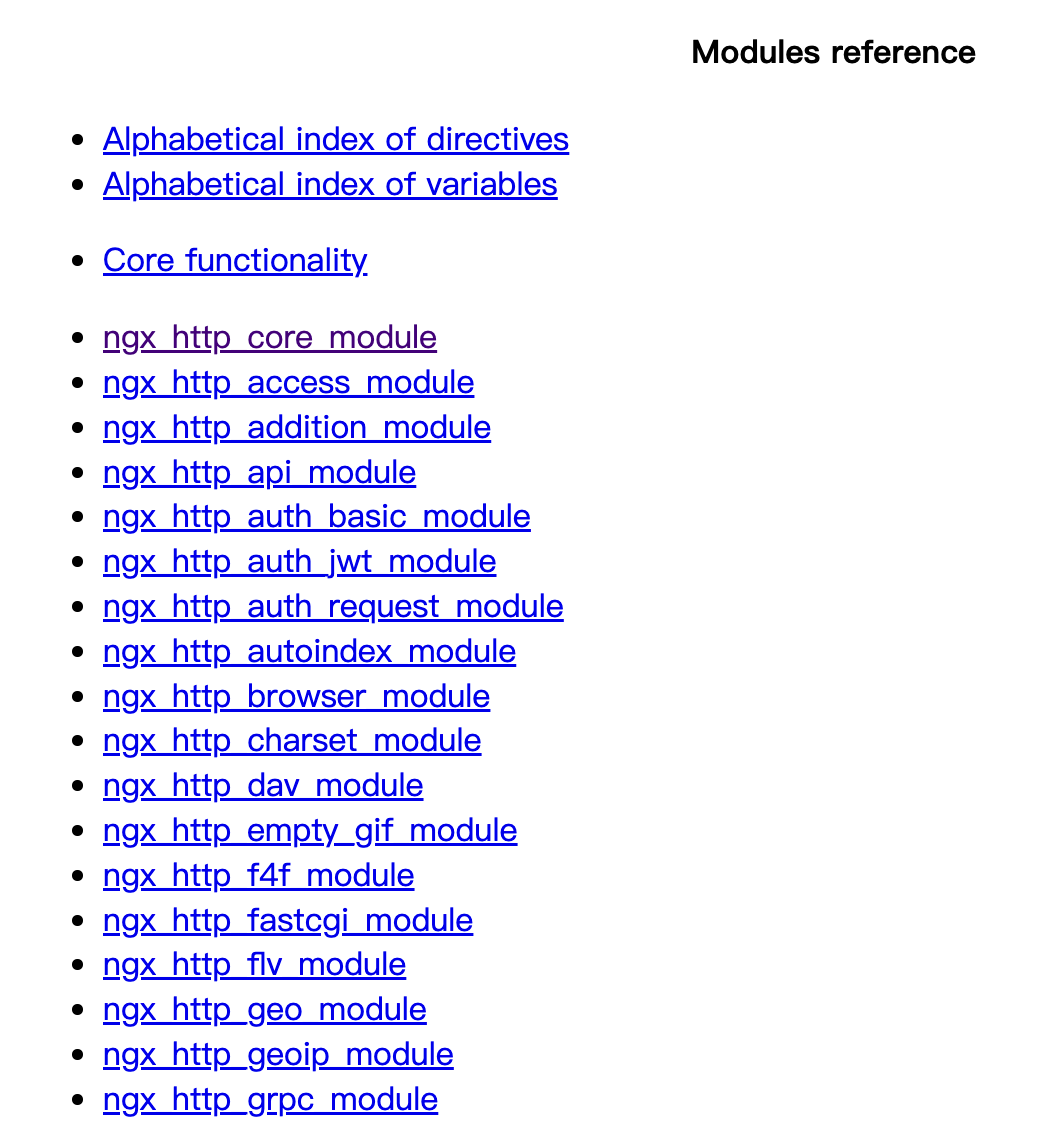 Modules reference
Alphabetical index of directives
Alphabetical index of variables
Core functionality
ngx_http_core_module
ngx_http_access_module
ngx_http_addition_module
ngx_http_api_module
ngx_http_auth_basic_module
ngx_http_auth_jwt_module
ngx_http_auth_request_module
ngx_http_autoindex_module
ngx_http_browser_module
ngx_http_charset_module
ngx_http_dav_module
ngx_http_empty_gif_module
ngx_http_f4f_module
ngx_http_fastcgi_module
ngx_http_flv_module
ngx_http_geo_module
ngx_http_geoip_module
ngx_http_grpc_module